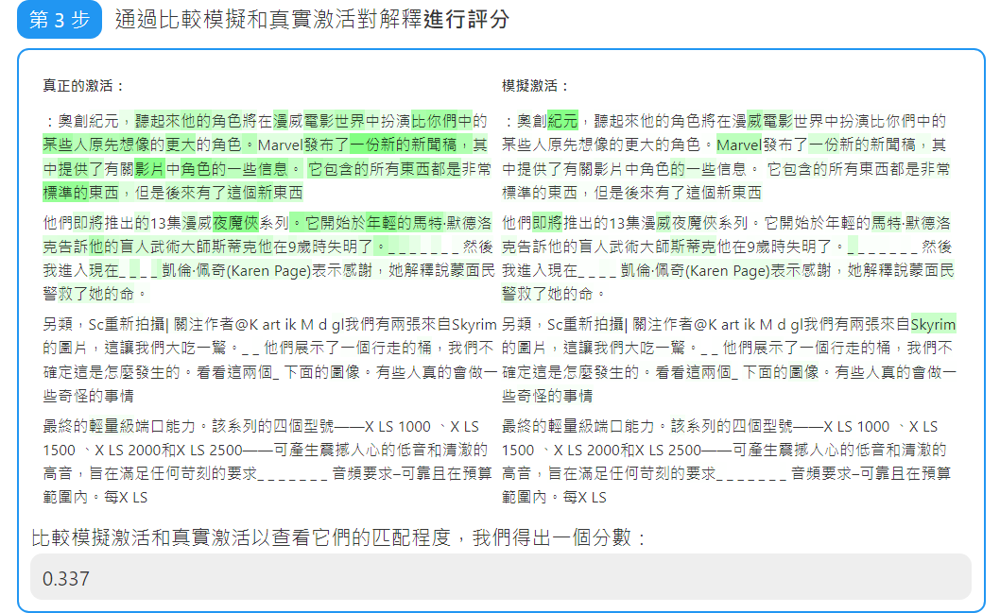 第 3 步 通過比較模擬和真實激活對解釋進行評分
真正的激活：
：奧創紀元，聽起來他的角色將在漫威電影世界中扮演比你們中的
某些人原先想像的更大的角色。Marvel發布了一份新的新聞稿，其
中提供了有關影片中角色的一些信息。 它包含的所有東西都是非常
標準的東西，但是後來有了這個新東西
他們即將推出的13集漫威夜魔俠系列。它開始於年輕的馬特·默德洛
克告訴他的盲人武術大師斯蒂克他在9歲時失明了。_ _ _ _ _ _ _ 然後
我進入現在_ _ _ _ 凱倫·佩奇(Karen Page)表示感謝，她解釋說蒙面民
警救了她的命。
另類，Sc重新拍攝| 關注作者@K art ik M d gl我們有兩張來自Skyrim
的圖片，這讓我們大吃一驚。_ _ 他們展示了一個行走的桶，我們不
確定這是怎麼發生的。看看這兩個_ 下面的圖像。有些人真的會做一
些奇怪的事情
最終的輕量級端口能力。該系列的四個型號——X LS 1000 、X LS
1500 、X LS 2000和X LS 2500——可產生震撼人心的低音和清澈的
高音，旨在滿足任何苛刻的要求_ _ _ _ _ _ _ 音頻要求–可靠且在預算
範圍內。每X LS
模擬激活：
：奧創紀元，聽起來他的角色將在漫威電影世界中扮演比你們中的
某些人原先想像的更大的角色。Marvel發布了一份新的新聞稿，其
中提供了有關影片中角色的一些信息。 它包含的所有東西都是非常
標準的東西，但是後來有了這個新東西
他們即將推出的13集漫威夜魔俠系列。它開始於年輕的馬特·默德洛
克告訴他的盲人武術大師斯蒂克他在9歲時失明了。_ _ _ _ _ _ _ 然後
我進入現在_ _ _ _ 凱倫·佩奇(Karen Page)表示感謝，她解釋說蒙面民
警救了她的命。
另類，Sc重新拍攝| 關注作者@K art ik M d gl我們有兩張來自Skyrim
的圖片，這讓我們大吃一驚。_ _ 他們展示了一個行走的桶，我們不
確定這是怎麼發生的。看看這兩個_ 下面的圖像。有些人真的會做一
些奇怪的事情
最終的輕量級端口能力。該系列的四個型號——X LS 1000 、X LS
1500 、X LS 2000和X LS 2500——可產生震撼人心的低音和清澈的
高音，旨在滿足任何苛刻的要求_ _ _ _ _ _ _ 音頻要求–可靠且在預算
範圍內。每X LS
比較模擬激活和真實激活以查看它們的匹配程度，我們得出一個分數：
0.337